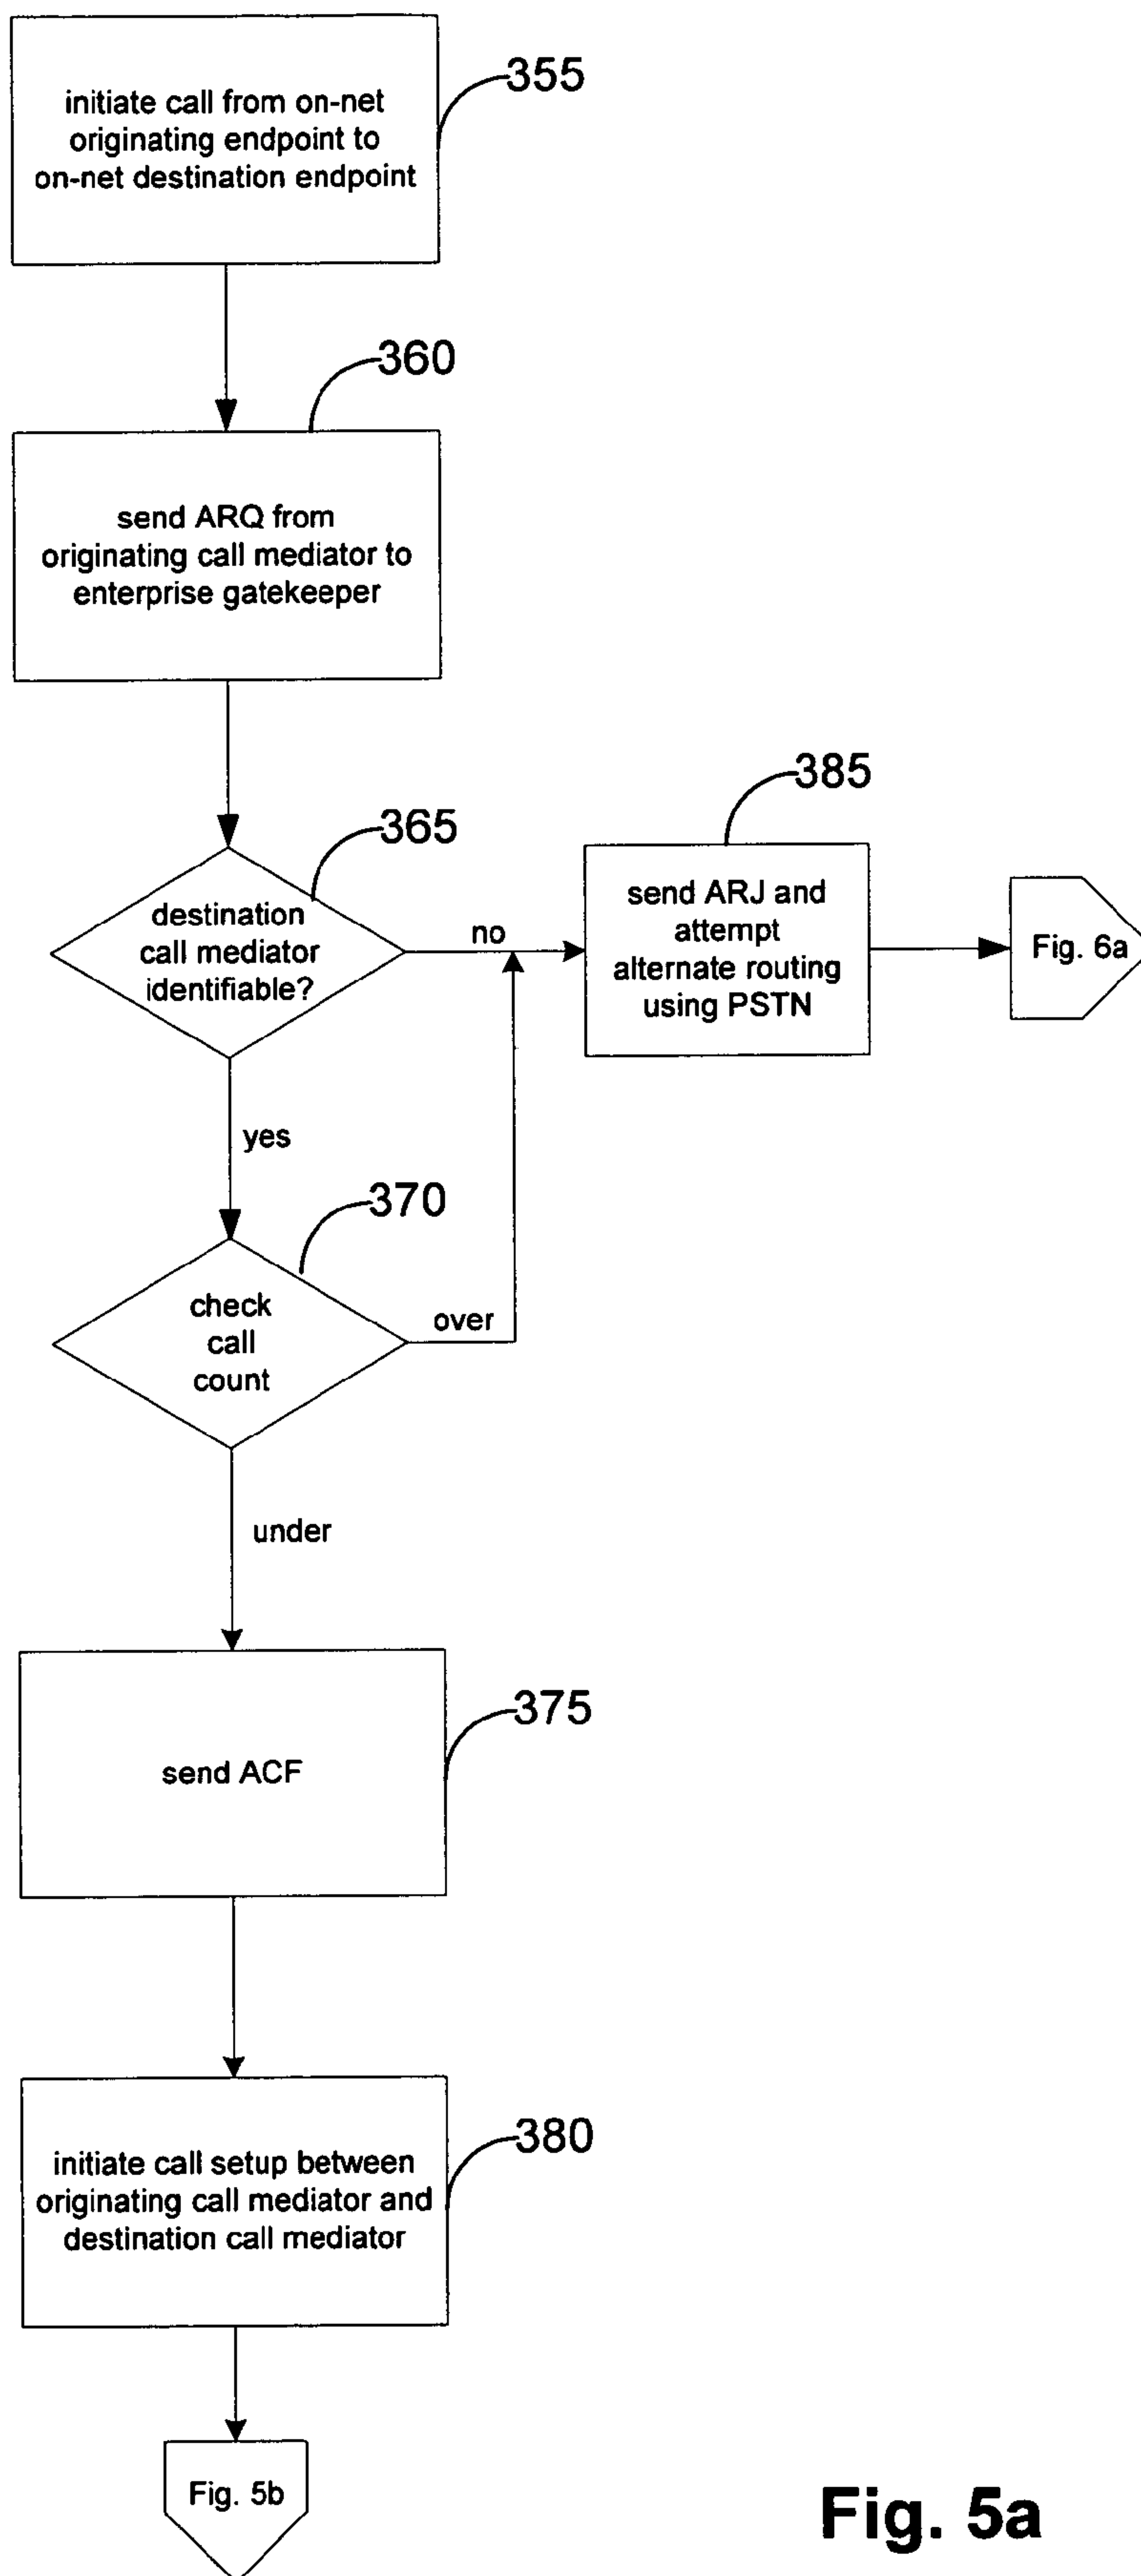 initiate call from on-net
originating endpoint to
on-net destination endpoint
355
360
send ARQ from
originating call mediator to
enterprise gatekeeper
365
destination
call mediator
identifiable?
no
385
send ARJ and
attempt
alternate routing
using PSTN
Fig. 6a
yes
370
check
call
count
over
under
375
send ACF
380
initiate call setup between
originating call mediator and
destination call mediator
Fig. 5b
Fig. 5a